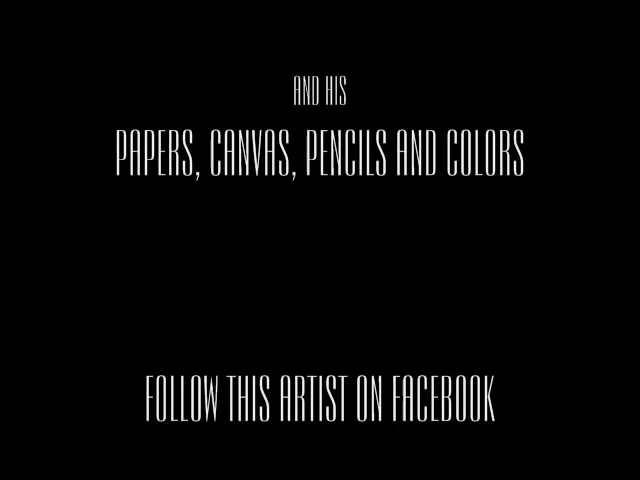 AND HIS
PAPERS, CANVAS, PENCILS AND COLORS
FOLLOW THIS ARTIST ON FACEBOOK